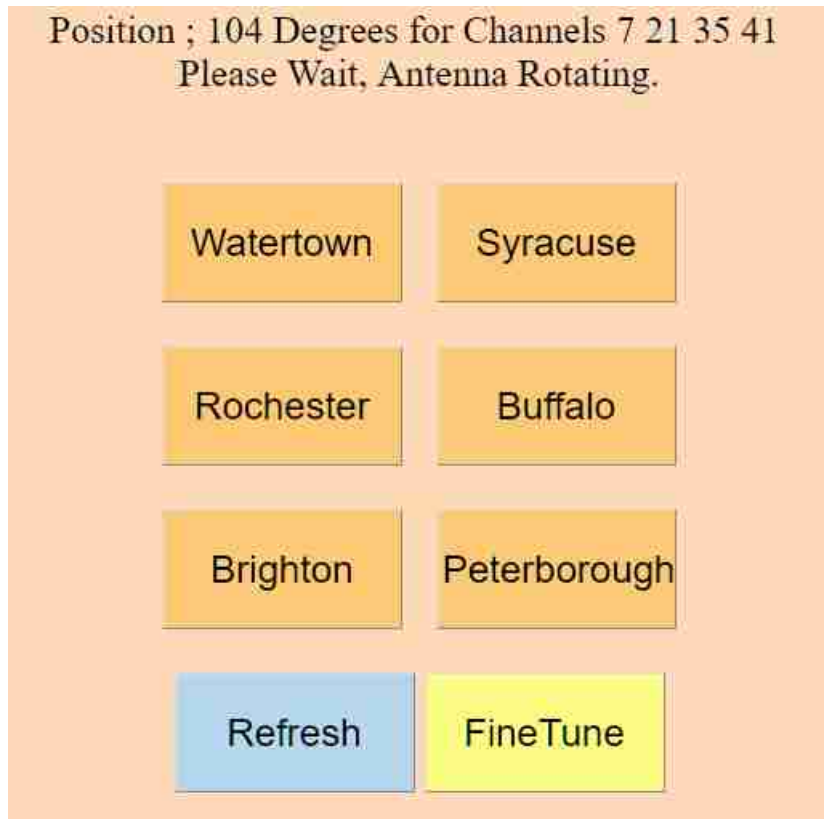 Position ; 104 Degrees for Channels 7 21 35 41
Please Wait, Antenna Rotating.
Watertown
Syracuse
Rochester
Buffalo
Brighton
Peterborough
Refresh
FineTune